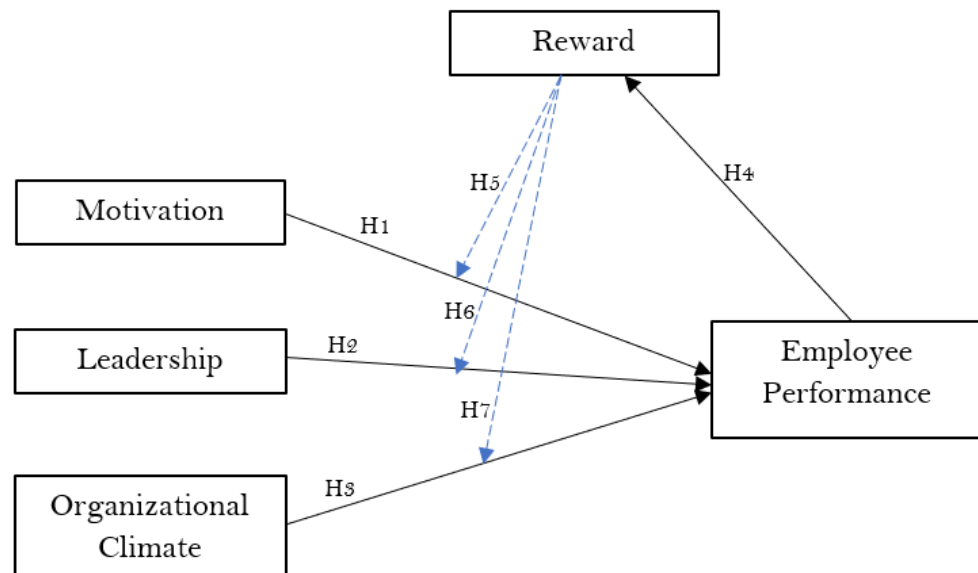 Reward
H5
H4
Motivation
H1
H6
Leadership
H2
Employee
Performance
H7
H3
Organizational
Climate